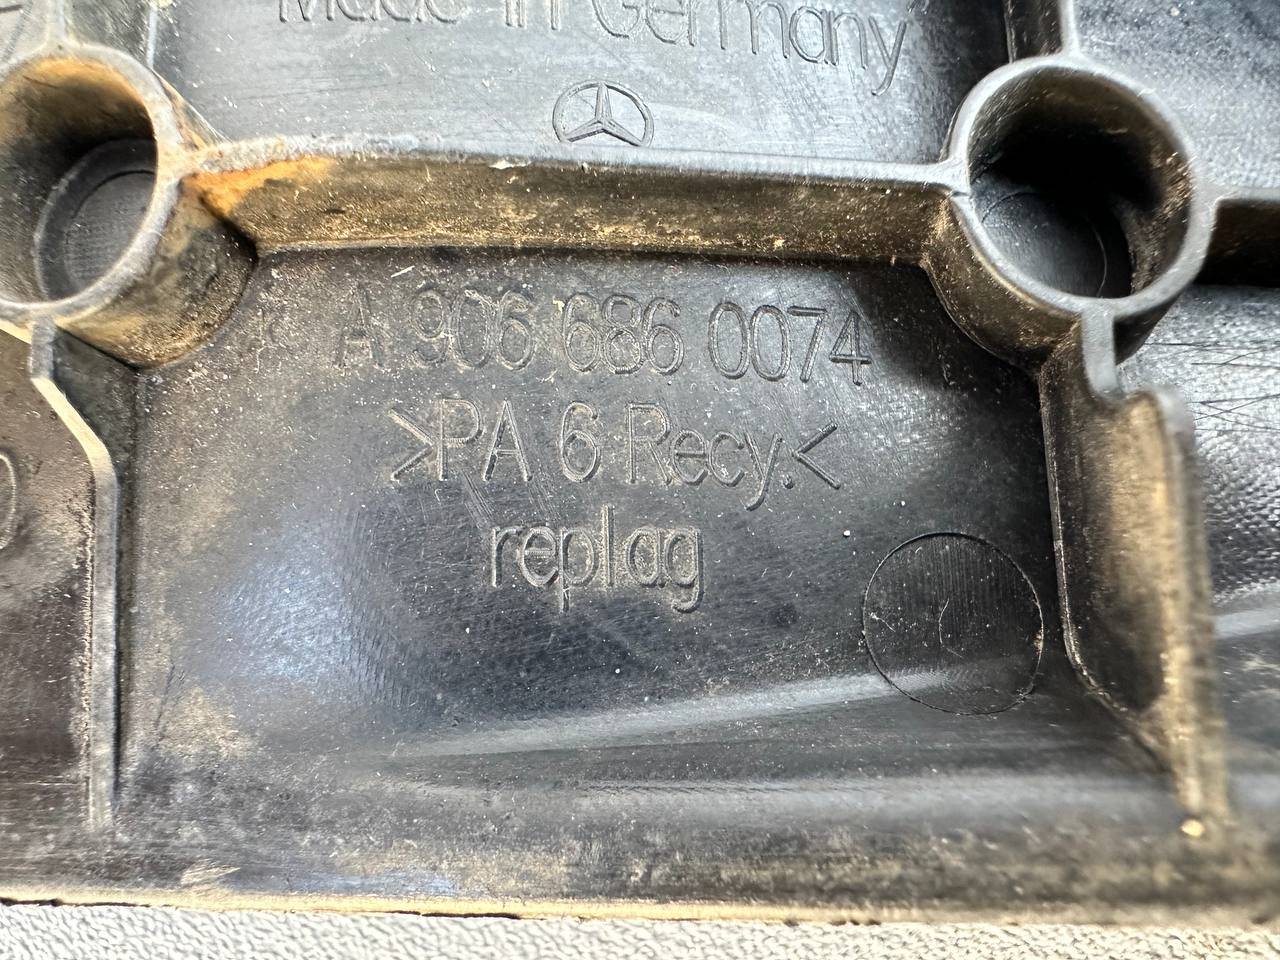 Made in Germany
A 906 686 0074
>PA 6 Recy.<
replag